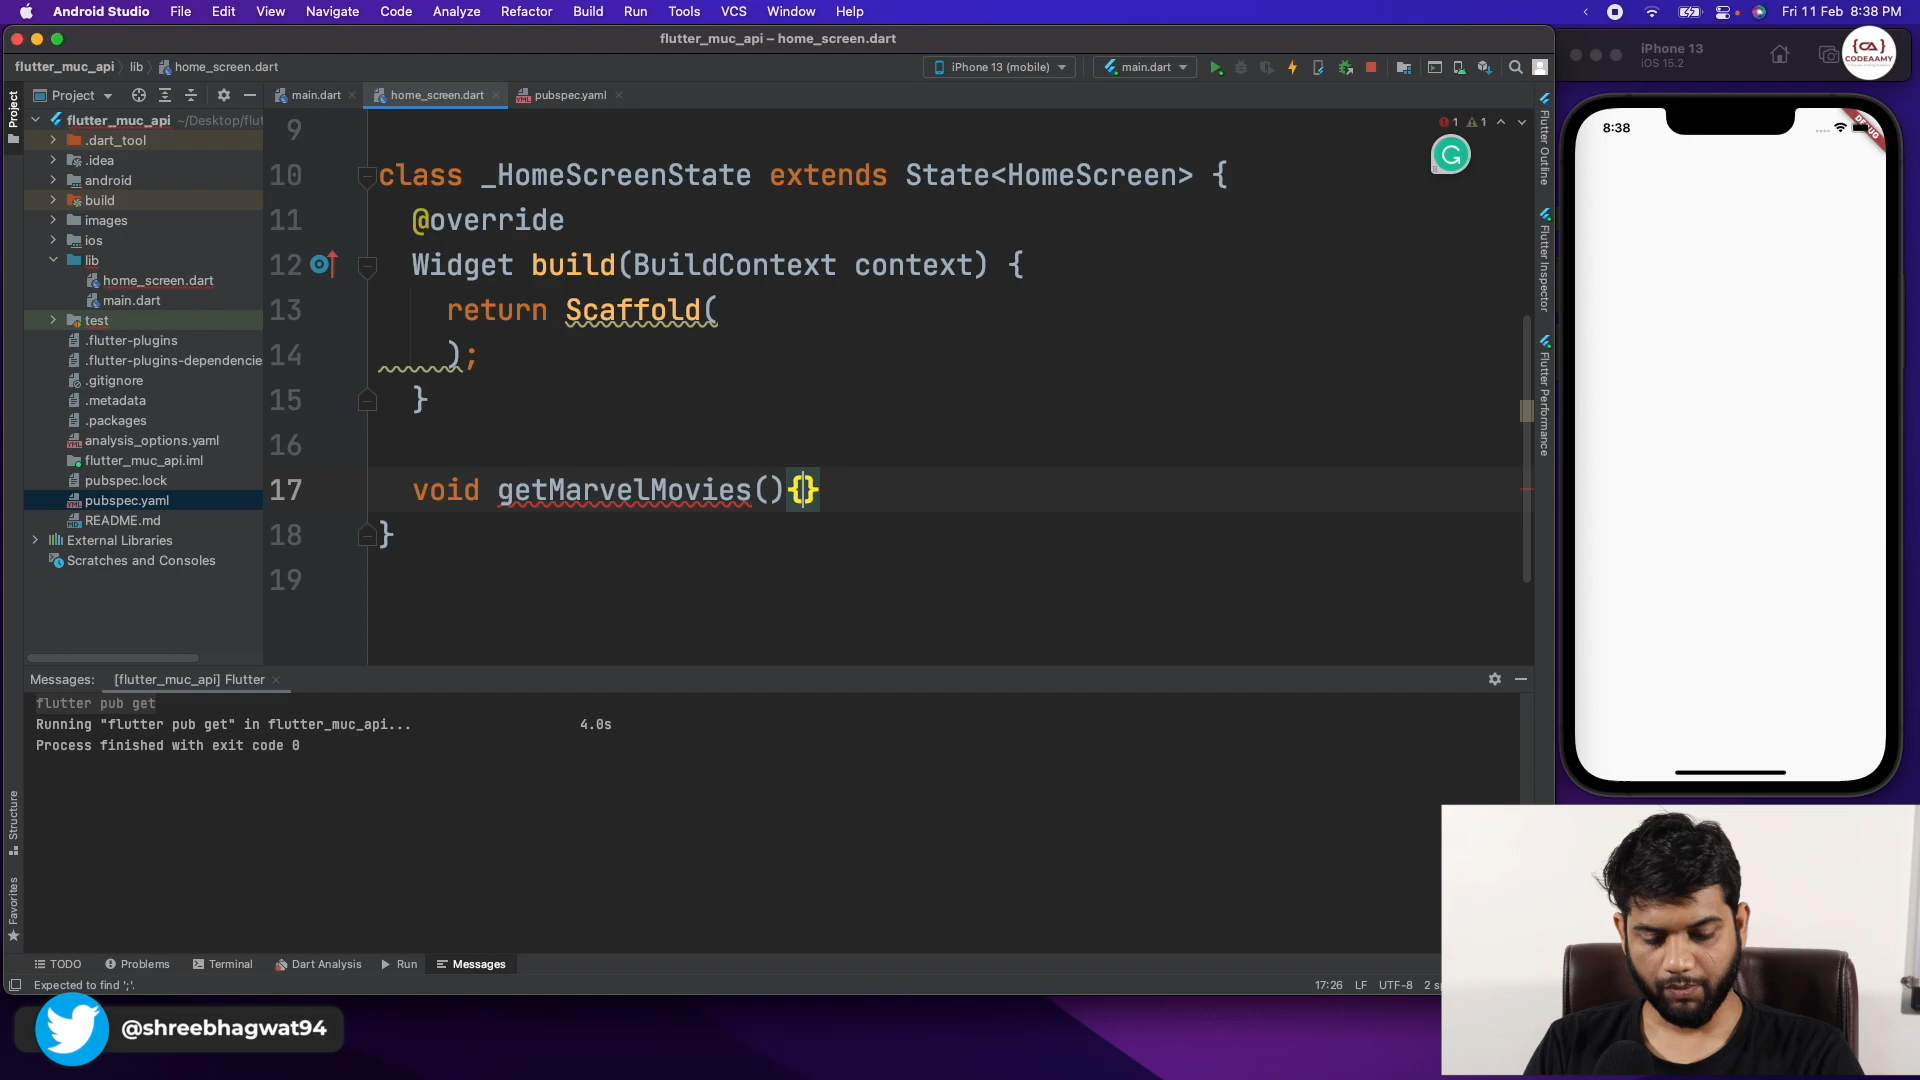 Android Studio File Edit View Navigate Code Analyze Refactor Build Run Tools VCS Window Help Fri 11 Feb 8:38 PM
flutter_muc_api – home_screen.dart
flutter_muc_api lib home_screen.dart iPhone 13 (mobile) main.dart
iPhone 13
iOS 15.2
{CA}
CODEAAMY
Project
Project main.dart home_screen.dart pubspec.yaml
flutter_muc_api ~/Desktop/flut
.dart_tool
.idea
android
build
images
ios
lib
home_screen.dart
main.dart
test
.flutter-plugins
.flutter-plugins-dependencie
.gitignore
.metadata
.packages
analysis_options.yaml
flutter_muc_api.iml
pubspec.lock
pubspec.yaml
README.md
External Libraries
Scratches and Consoles
1 1
9
10 class _HomeScreenState extends State<HomeScreen> {
11 @override
12 Widget build(BuildContext context) {
13 return Scaffold(
14 );
15 }
16
17 void getMarvelMovies(){}
18 }
19
Flutter Outline
Flutter Inspector
Flutter Performance
8:38
DEBUG
Messages: [flutter_muc_api] Flutter
flutter pub get
Running "flutter pub get" in flutter_muc_api... 4.0s
Process finished with exit code 0
Structure
Favorites
TODO Problems Terminal Dart Analysis Run Messages
Expected to find ';'. 17:26 LF UTF-8 2 s
@shreebhagwat94